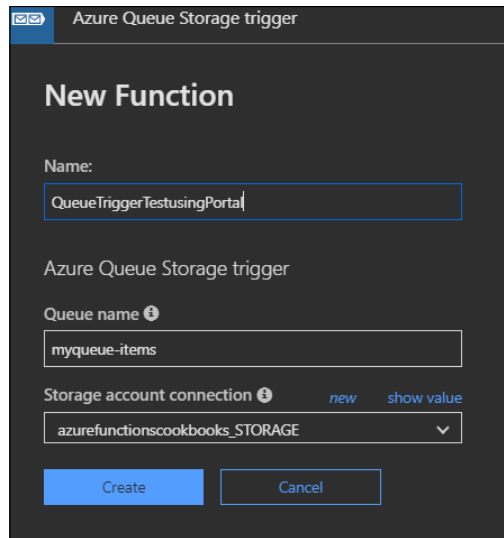 Azure Queue Storage trigger
New Function
Name:
QueueTriggerTestusingPortal
Azure Queue Storage trigger
Queue name
myqueue-items
Storage account connection new show value
azurefunctionscookbooks_STORAGE
Create Cancel